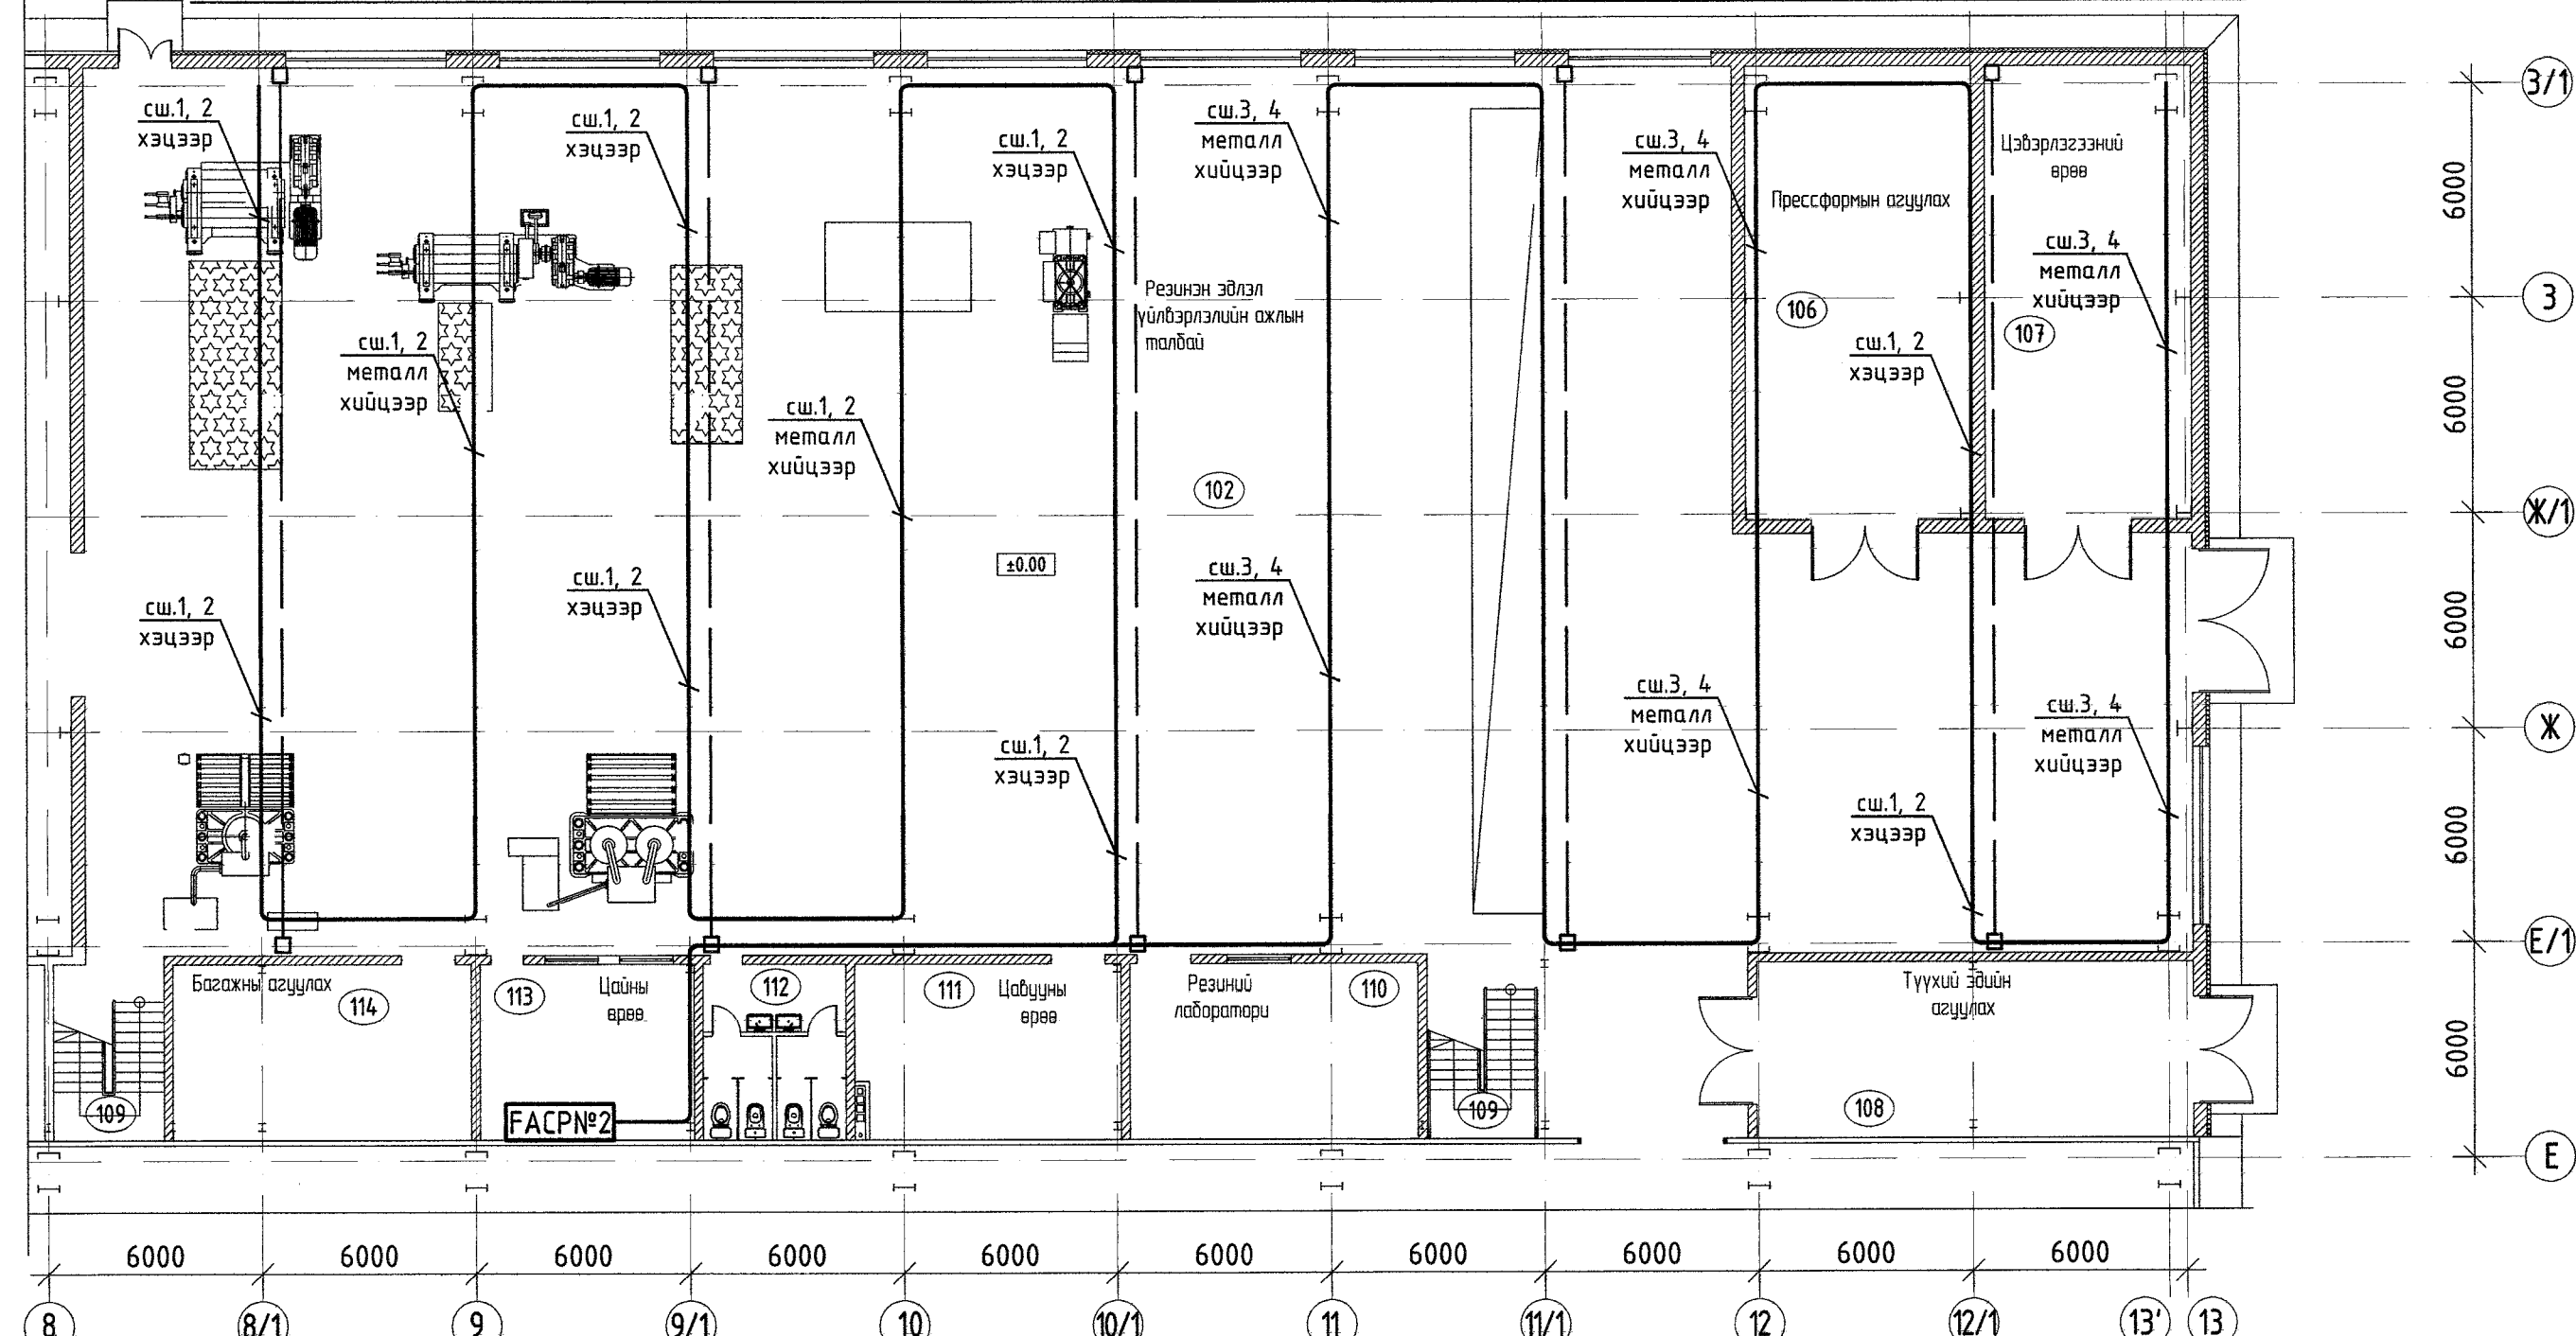 сш.1, 2
хэцээр
сш.1, 2
хэцээр
сш.1, 2
хэцээр
сш.3, 4
металл
хийцээр
сш.3, 4
металл
хийцээр
Прессформын агуулах
Цэвэрлэгээний
өрөө
сш.3, 4
металл
хийцээр
3/1
6000
3
106
107
Резинэн эдлэл
үйлвэрлэлийн ажлын
талбай
сш.1, 2
металл
хийцээр
сш.1, 2
металл
хийцээр
сш.1, 2
хэцээр
6000
102
Ж/1
±0.00
сш.1, 2
хэцээр
сш.1, 2
хэцээр
сш.3, 4
металл
хийцээр
6000
сш.1, 2
хэцээр
сш.3, 4
металл
хийцээр
сш.3, 4
металл
хийцээр
Ж
сш.1, 2
хэцээр
6000
Е/1
Багажны агуулах
114
113
Цайны
өрөө
112
111
Цавууны
өрөө
Резиний
лаборатори
110
Түүхий эдийн
агуулах
6000
109
FACP№2
109
108
Е
6000
6000
6000
6000
6000
6000
6000
6000
6000
6000
8
8/1
9
9/1
10
10/1
11
11/1
12
12/1
13'
13